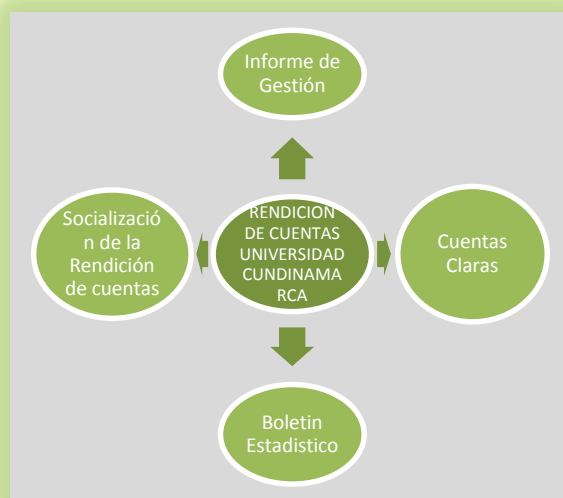 Informe de
Gestión
Socializació
n de la
Rendición
de cuentas
RENDICION
DE CUENTAS
UNIVERSIDAD
CUNDINAMA
RCA
Cuentas
Claras
Boletin
Estadistico